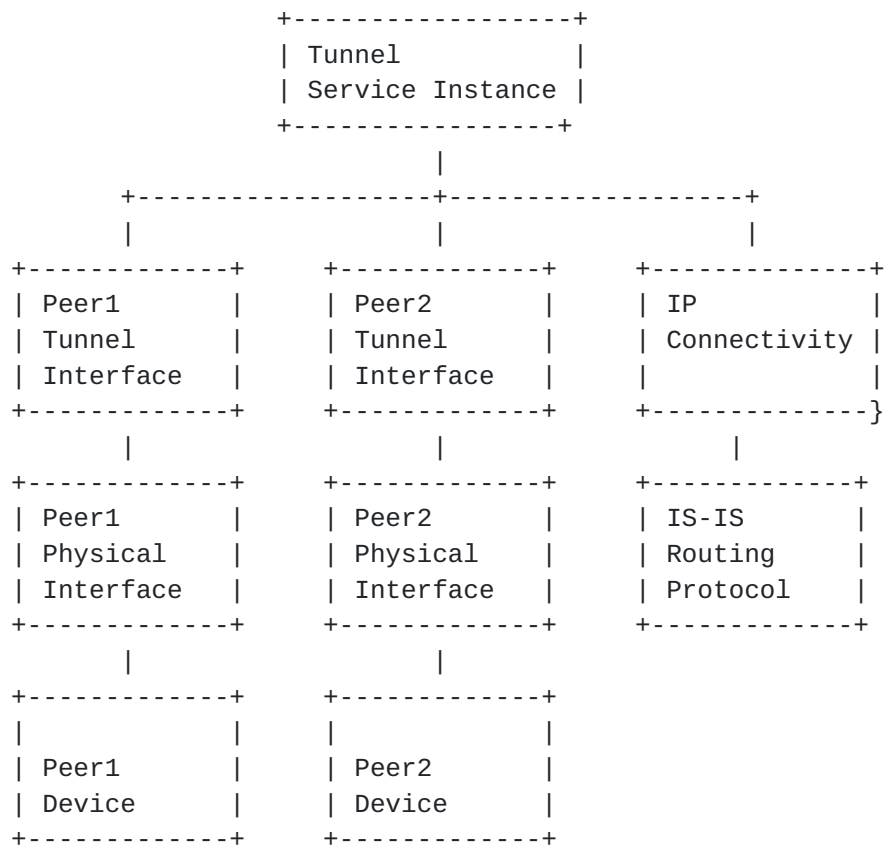 +------------------+
| Tunnel           |
| Service Instance |
+-----------------+
|
+-------------------+-------------------+
|                   |                   |
+-------------+     +-------------+     +--------------+
| Peer1       |     | Peer2       |     | IP           |
| Tunnel      |     | Tunnel      |     | Connectivity |
| Interface   |     | Interface   |     |              |
+-------------+     +-------------+     +--------------}
|                   |                  |
+-------------+     +-------------+     +-------------+
| Peer1       |     | Peer2       |     | IS-IS       |
| Physical    |     | Physical    |     | Routing     |
| Interface   |     | Interface   |     | Protocol    |
+-------------+     +-------------+     +-------------+
|                   |
+-------------+     +-------------+
|             |     |             |
| Peer1       |     | Peer2       |
| Device      |     | Device      |
+-------------+     +-------------+